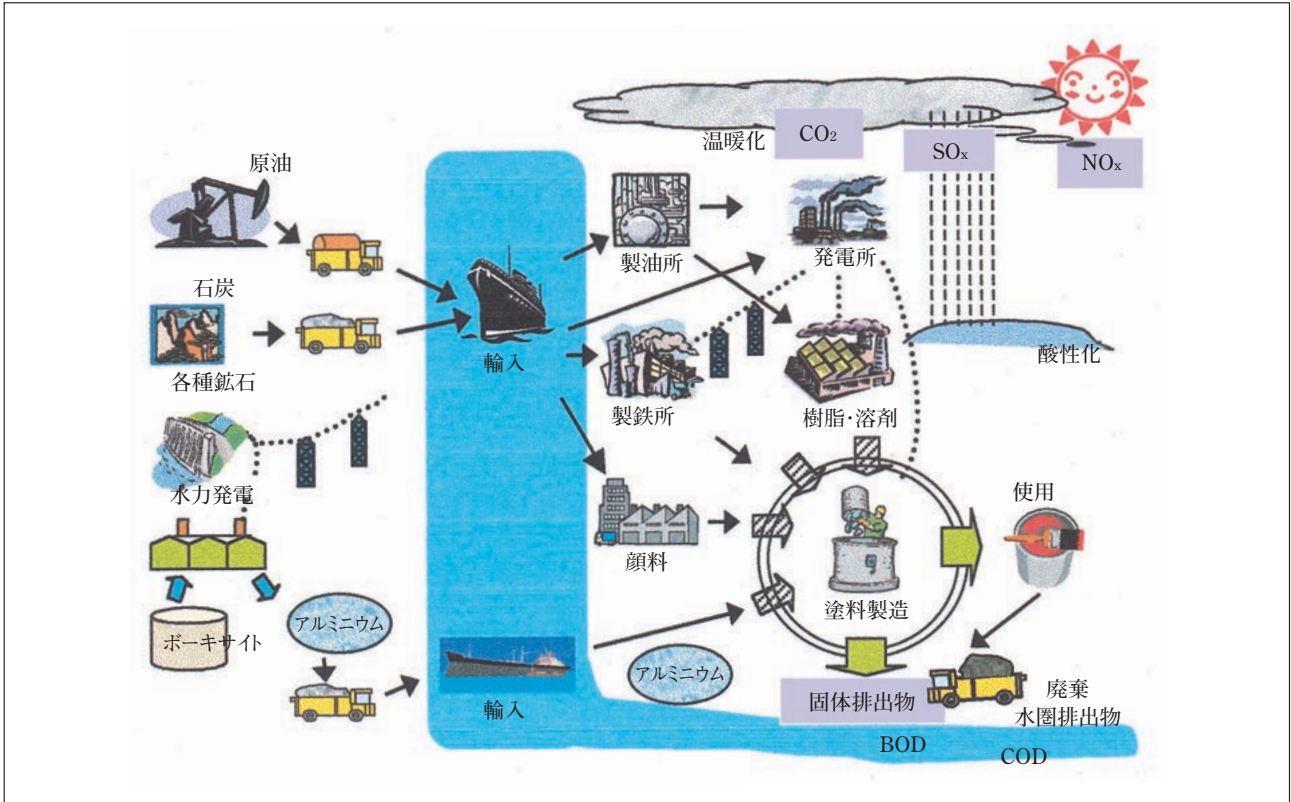 温暖化
CO₂
SOₓ
NOₓ
原油
製油所
発電所
石炭
各種鉱石
輸入
製鉄所
樹脂・溶剤
酸性化
水力発電
顔料
塗料製造
使用
ボーキサイト
アルミニウム
輸入
アルミニウム
固体排出物
廃棄
水圏排出物
BOD
COD